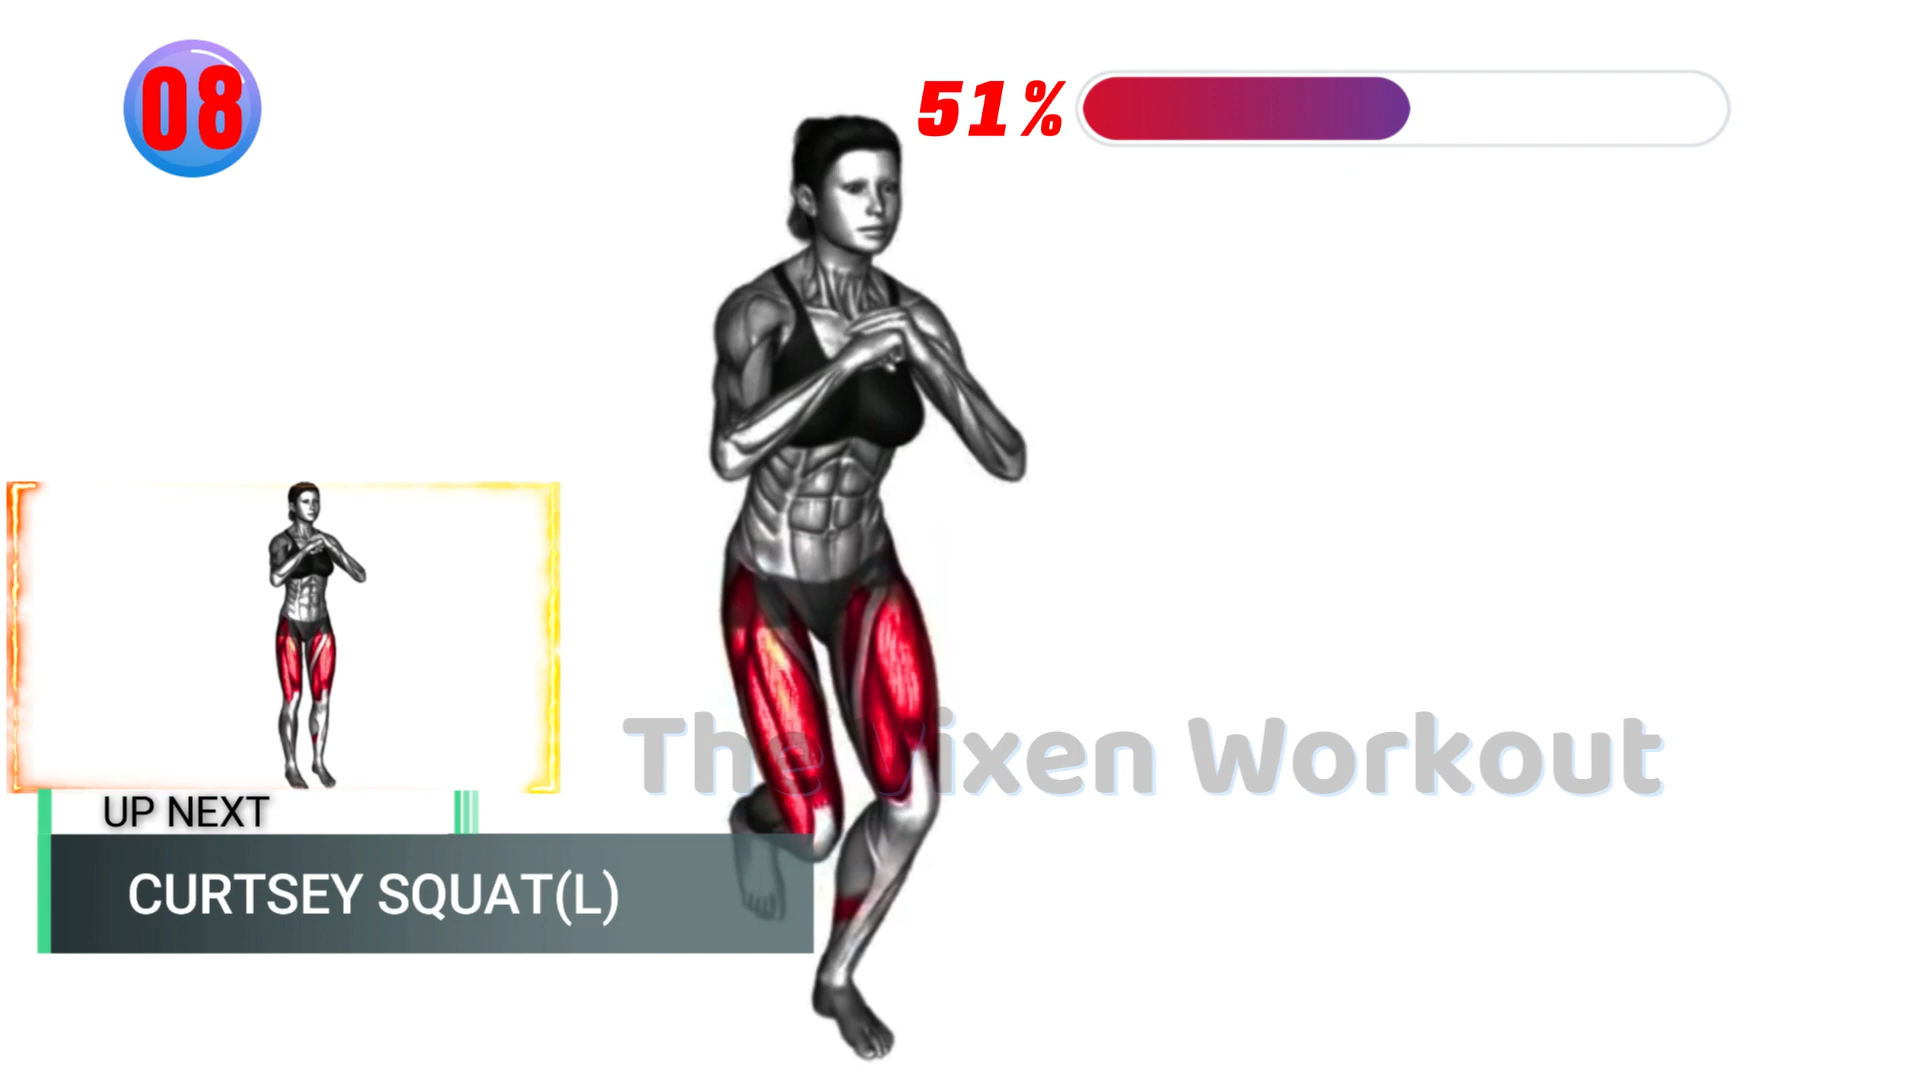 08
51%
The Vixen Workout
UP NEXT
CURTSEY SQUAT(L)